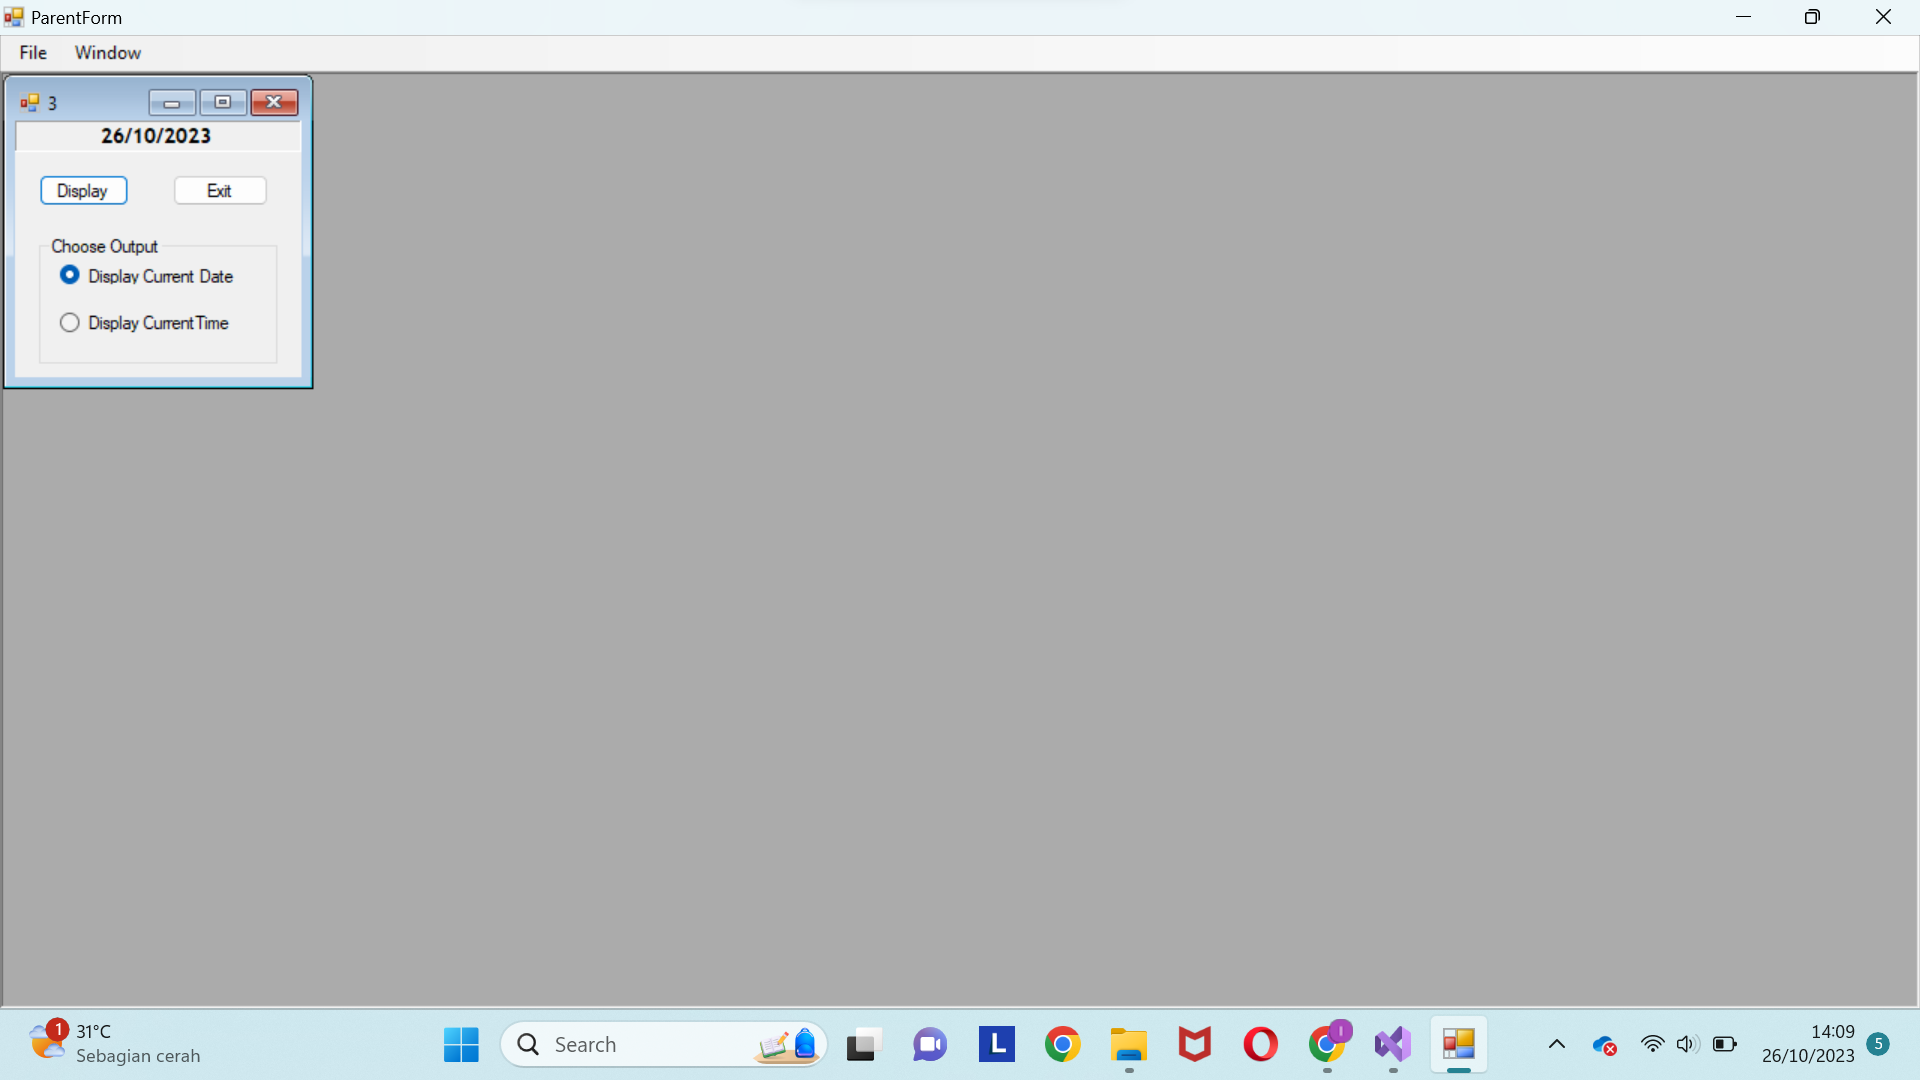 ParentForm
File Window
3
26/10/2023
Display Exit
Choose Output
Display Current Date
Display Current Time
1
31°C
Sebagian cerah
Search
L
14:09
26/10/2023
5